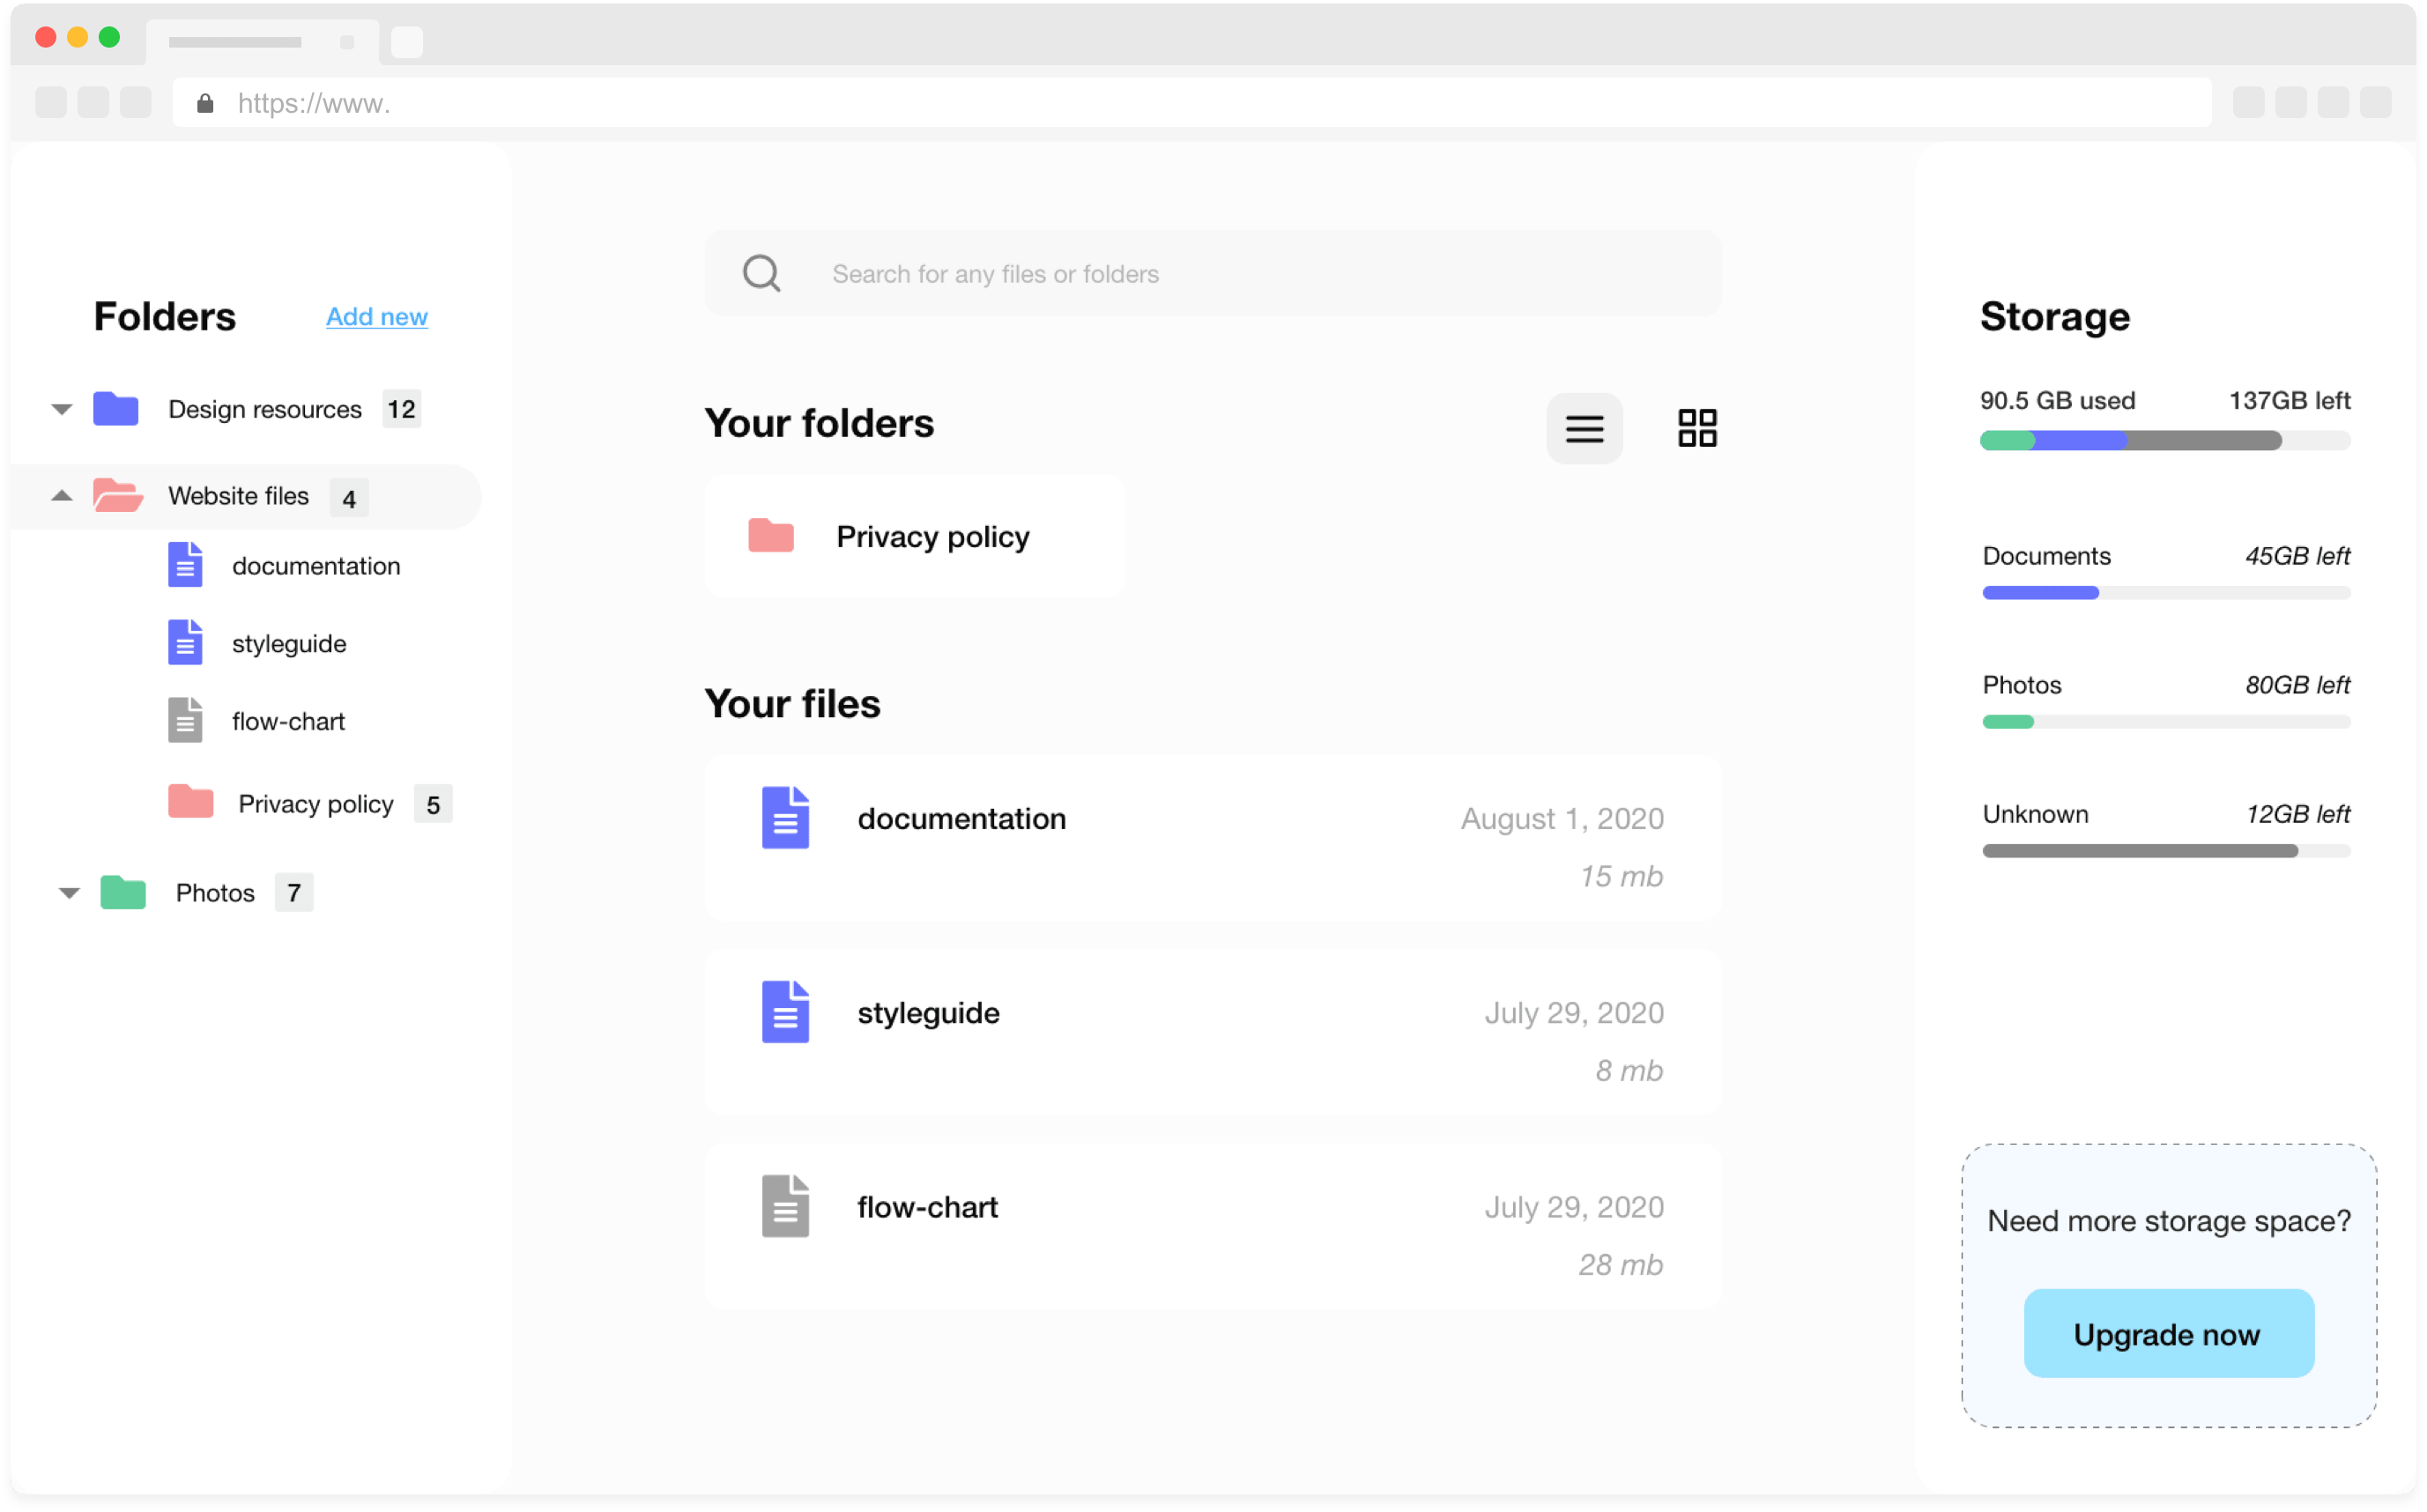 https://www.
Folders
Add new
Design resources 12
Website files 4
documentation
styleguide
flow-chart
Privacy policy 5
Photos 7
Search for any files or folders
Your folders
Privacy policy
Your files
documentation
August 1, 2020
15 mb
styleguide
July 29, 2020
8 mb
flow-chart
July 29, 2020
28 mb
Storage
90.5 GB used
137GB left
Documents
45GB left
Photos
80GB left
Unknown
12GB left
Need more storage space?
Upgrade now